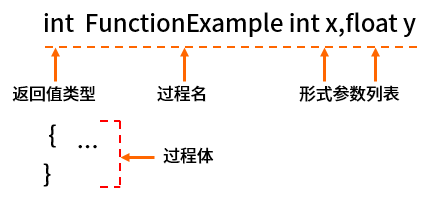 int FunctionExample int x,float y
返回值类型 过程名 形式参数列表
{ ...
过程体
}